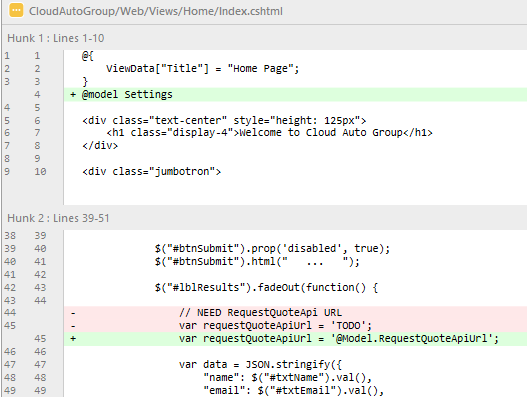 CloudAutoGroup/Web/Views/Home/Index.cshtml
Hunk 1 : Lines 1-10
1 1 @{
2 2 ViewData["Title"] = "Home Page";
3 3 }
4 + @model Settings
4 5
5 6 <div class="text-center" style="height: 125px">
6 7 <h1 class="display-4">Welcome to Cloud Auto Group</h1>
7 8 </div>
8 9
9 10 <div class="jumbotron">
Hunk 2 : Lines 39-51
38 39
39 40 $("#btnSubmit").prop('disabled', true);
40 41 $("#btnSubmit").html(" ... ");
41 42
42 43 $("#lblResults").fadeOut(function() {
43 44
44 - // NEED RequestQuoteApi URL
45 - var requestQuoteApiUrl = 'TODO';
45 + var requestQuoteApiUrl = '@Model.RequestQuoteApiUrl';
46 46
47 47 var data = JSON.stringify({
48 48 "name": $("#txtName").val(),
49 49 "email": $("#txtEmail").val(),